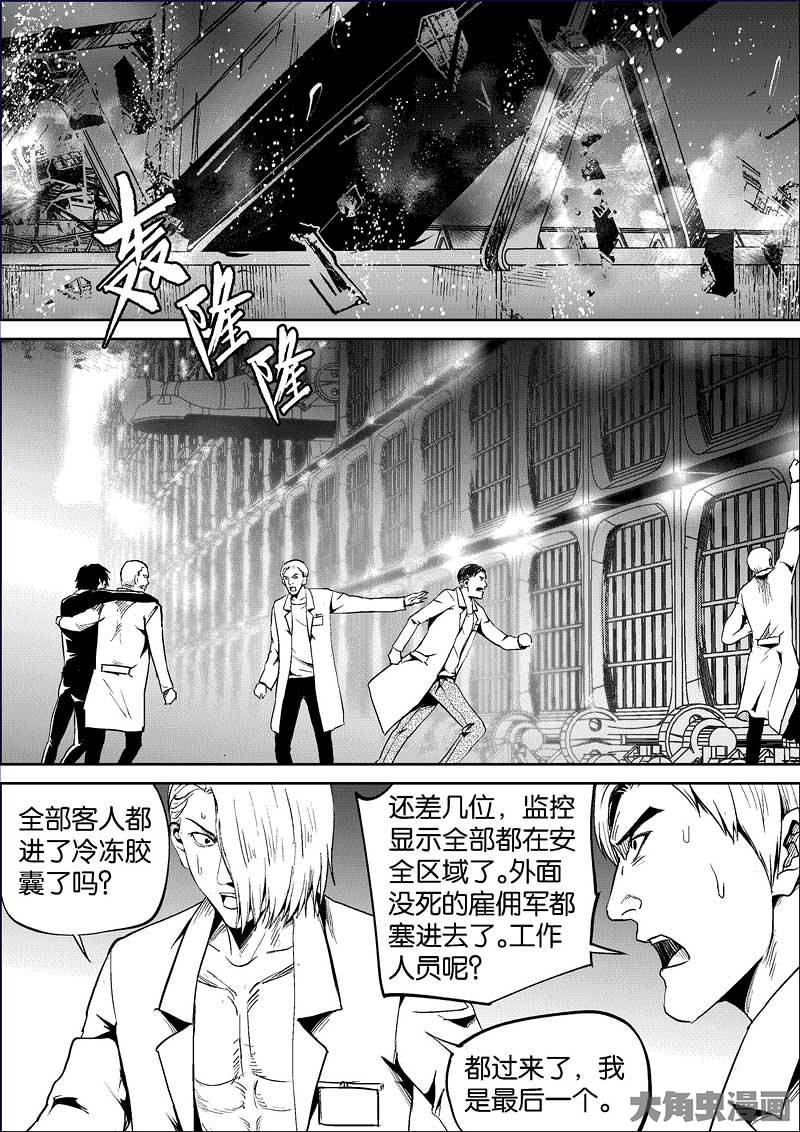 轰
隆
隆
全部客人都
进了冷冻胶
囊了吗？
还差几位，监控
显示全部都在安
全区域了。外面
没死的雇佣军都
塞进去了。工作
人员呢？
都过来了，我
是最后一个。
大角虫漫画